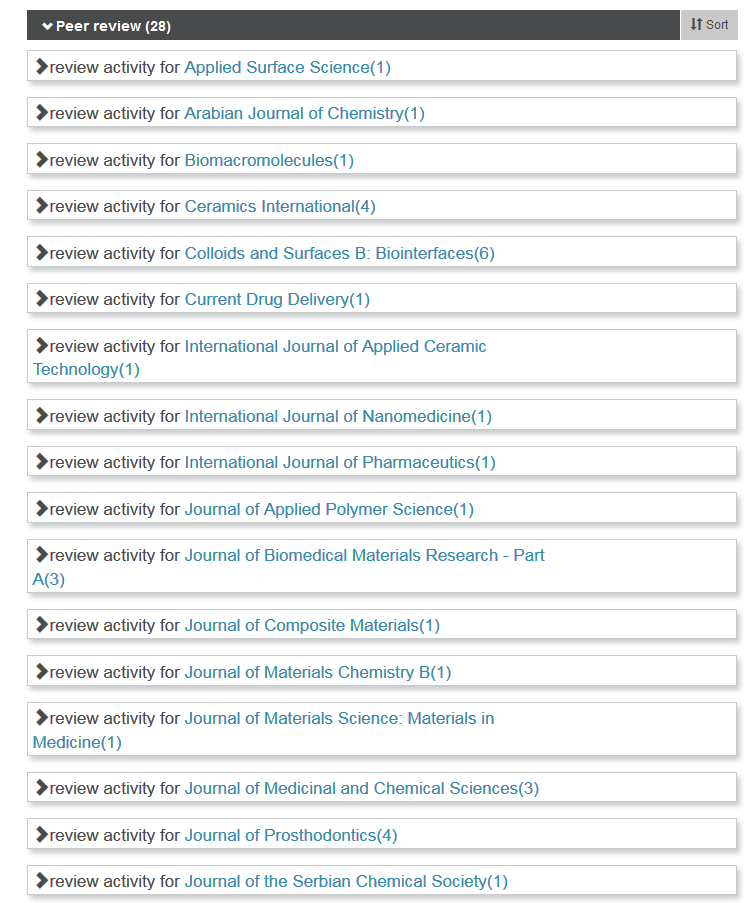 Peer review (28)
Sort
review activity for Applied Surface Science(1)
review activity for Arabian Journal of Chemistry(1)
review activity for Biomacromolecules(1)
review activity for Ceramics International(4)
review activity for Colloids and Surfaces B: Biointerfaces(6)
review activity for Current Drug Delivery(1)
review activity for International Journal of Applied Ceramic
Technology(1)
review activity for International Journal of Nanomedicine(1)
review activity for International Journal of Pharmaceutics(1)
review activity for Journal of Applied Polymer Science(1)
review activity for Journal of Biomedical Materials Research - Part
A(3)
review activity for Journal of Composite Materials(1)
review activity for Journal of Materials Chemistry B(1)
review activity for Journal of Materials Science: Materials in
Medicine(1)
review activity for Journal of Medicinal and Chemical Sciences(3)
review activity for Journal of Prosthodontics(4)
review activity for Journal of the Serbian Chemical Society(1)